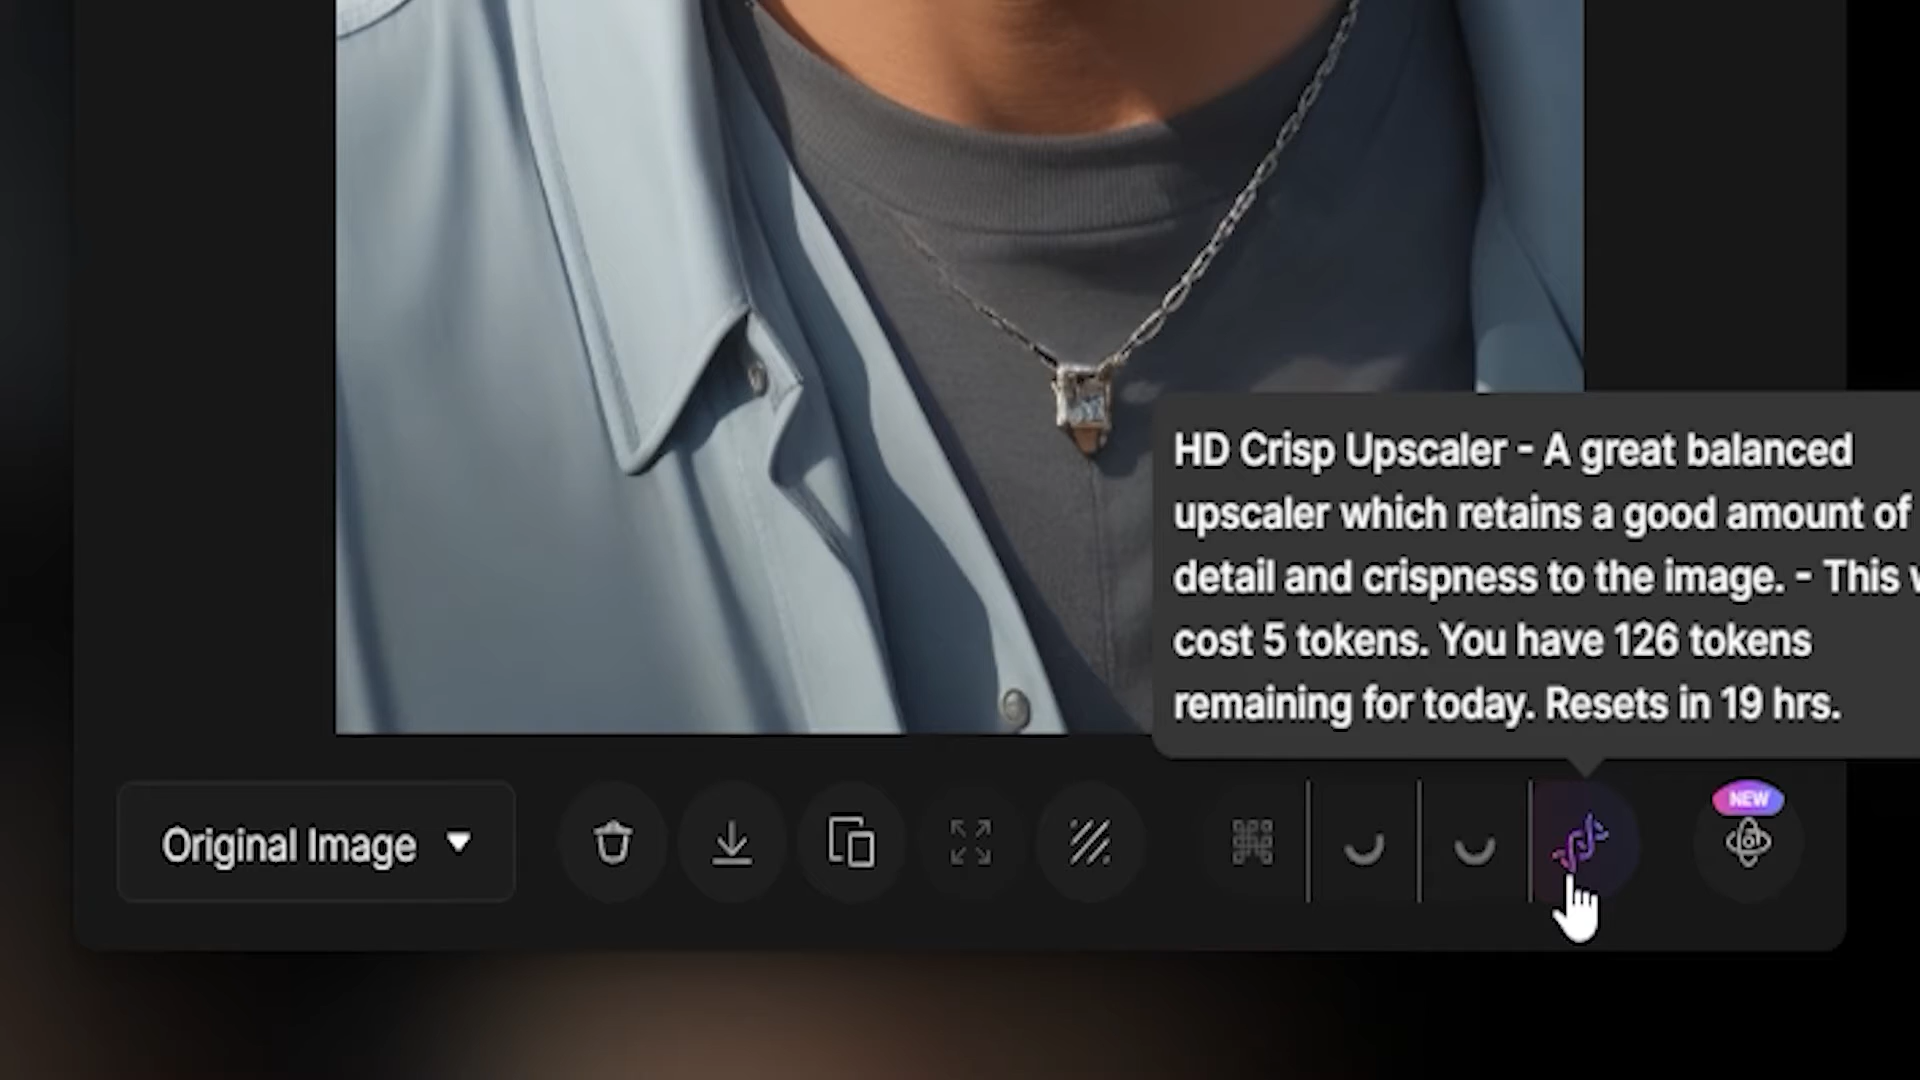 HD Crisp Upscaler - A great balanced
upscaler which retains a good amount of
detail and crispness to the image. - This
cost 5 tokens. You have 126 tokens
remaining for today. Resets in 19 hrs.
NEW
Original Image